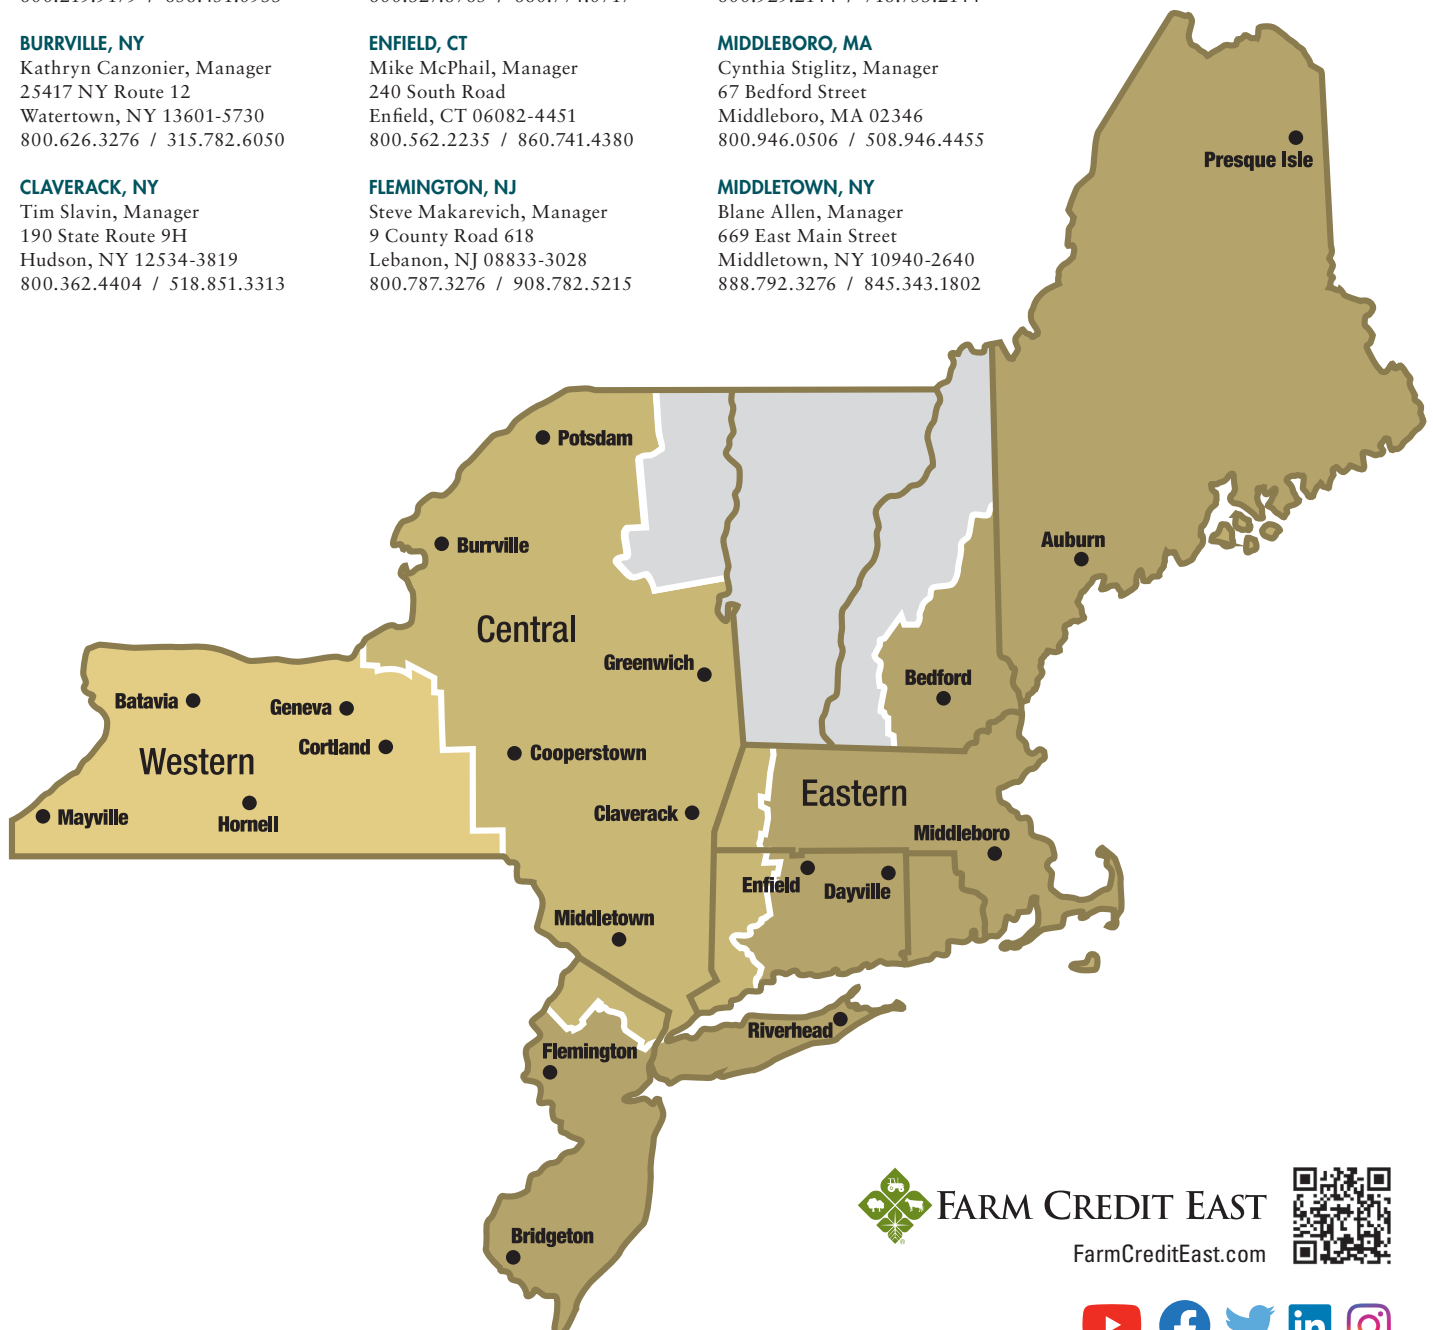 BURRVILLE, NY
Kathryn Canzonier, Manager
25417 NY Route 12
Watertown, NY 13601-5730
800.626.3276 / 315.782.6050
CLAVERACK, NY
Tim Slavin, Manager
190 State Route 9H
Hudson, NY 12534-3819
800.362.4404 / 518.851.3313
ENFIELD, CT
Mike McPhail, Manager
240 South Road
Enfield, CT 06082-4451
800.562.2235 / 860.741.4380
FLEMINGTON, NJ
Steve Makarevich, Manager
9 County Road 618
Lebanon, NJ 08833-3028
800.787.3276 / 908.782.5215
MIDDLEBORO, MA
Cynthia Stiglitz, Manager
67 Bedford Street
Middleboro, MA 02346
800.946.0506 / 508.946.4455
MIDDLETOWN, NY
Blane Allen, Manager
669 East Main Street
Middletown, NY 10940-2640
888.792.3276 / 845.343.1802
Presque Isle
Potsdam
Burrville
Auburn
Central
Greenwich
Bedford
Batavia
Geneva
Cortland
Western
Cooperstown
Eastern
Mayville
Hornell
Claverack
Middleboro
Enfield
Dayville
Middletown
Riverhead
Flemington
Bridgeton
FARM CREDIT EAST
FarmCreditEast.com